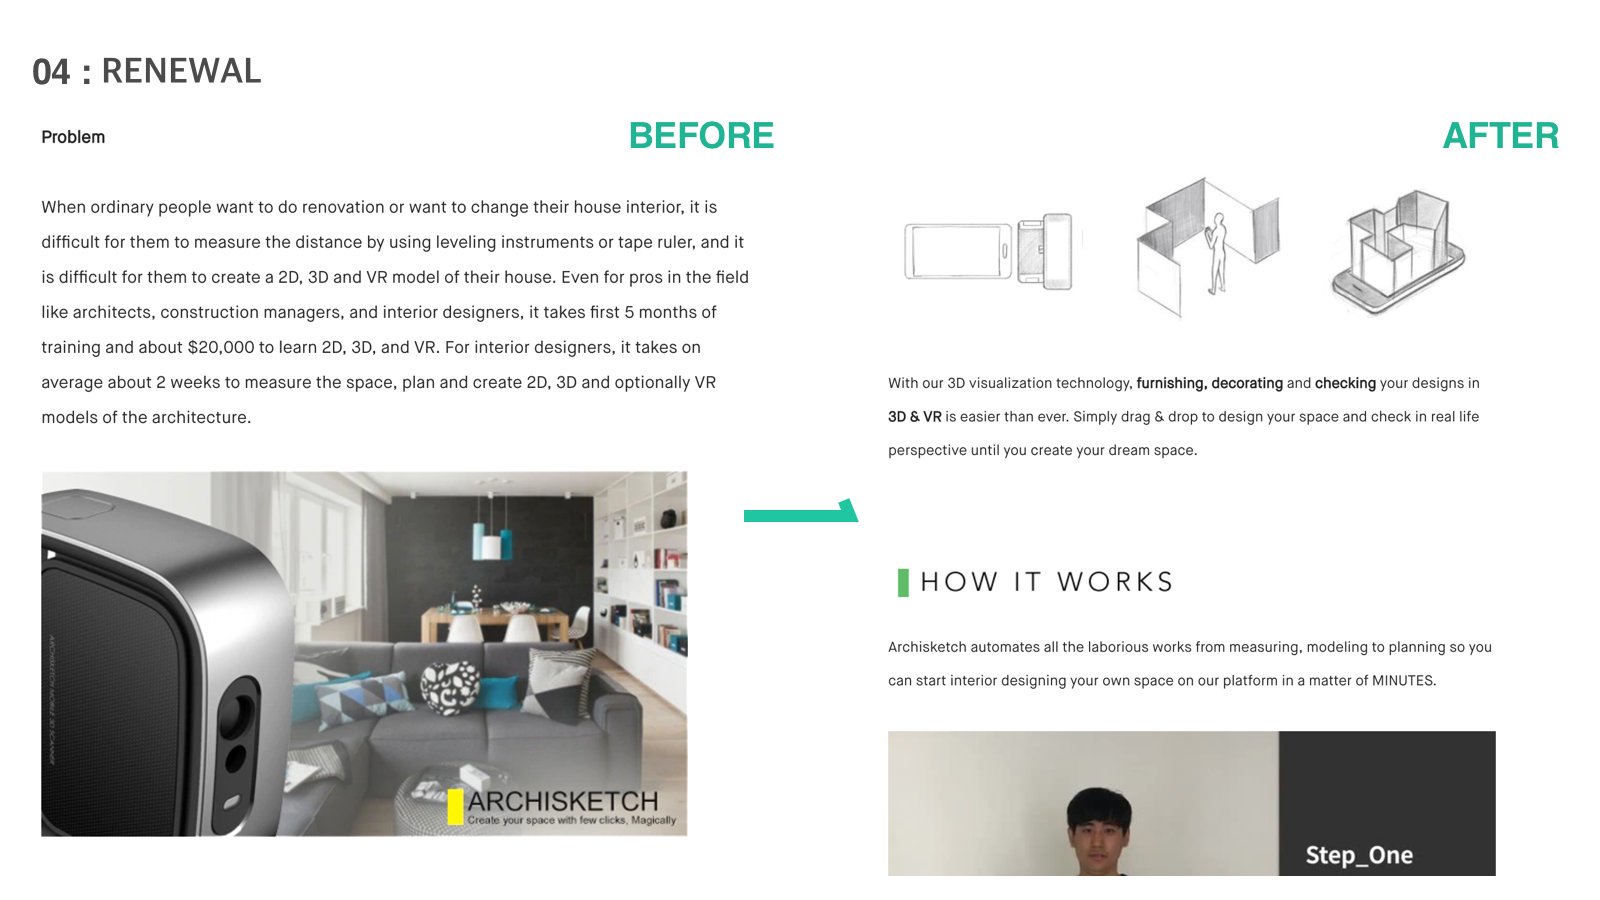 04 : RENEWAL
Problem
BEFORE
When ordinary people want to do renovation or want to change their house interior, it is
difficult for them to measure the distance by using leveling instruments or tape ruler, and it
is difficult for them to create a 2D, 3D and VR model of their house. Even for pros in the field
like architects, construction managers, and interior designers, it takes first 5 months of
training and about $20,000 to learn 2D, 3D, and VR. For interior designers, it takes on
average about 2 weeks to measure the space, plan and create 2D, 3D and optionally VR
models of the architecture.
ARCHISKETCH MOBILE 3D SCANNER
ARCHISKETCH
Create your space with few clicks, Magically
AFTER
With our 3D visualization technology, furnishing, decorating and checking your designs in
3D & VR is easier than ever. Simply drag & drop to design your space and check in real life
perspective until you create your dream space.
HOW IT WORKS
Archisketch automates all the laborious works from measuring, modeling to planning so you
can start interior designing your own space on our platform in a matter of MINUTES.
Step_One